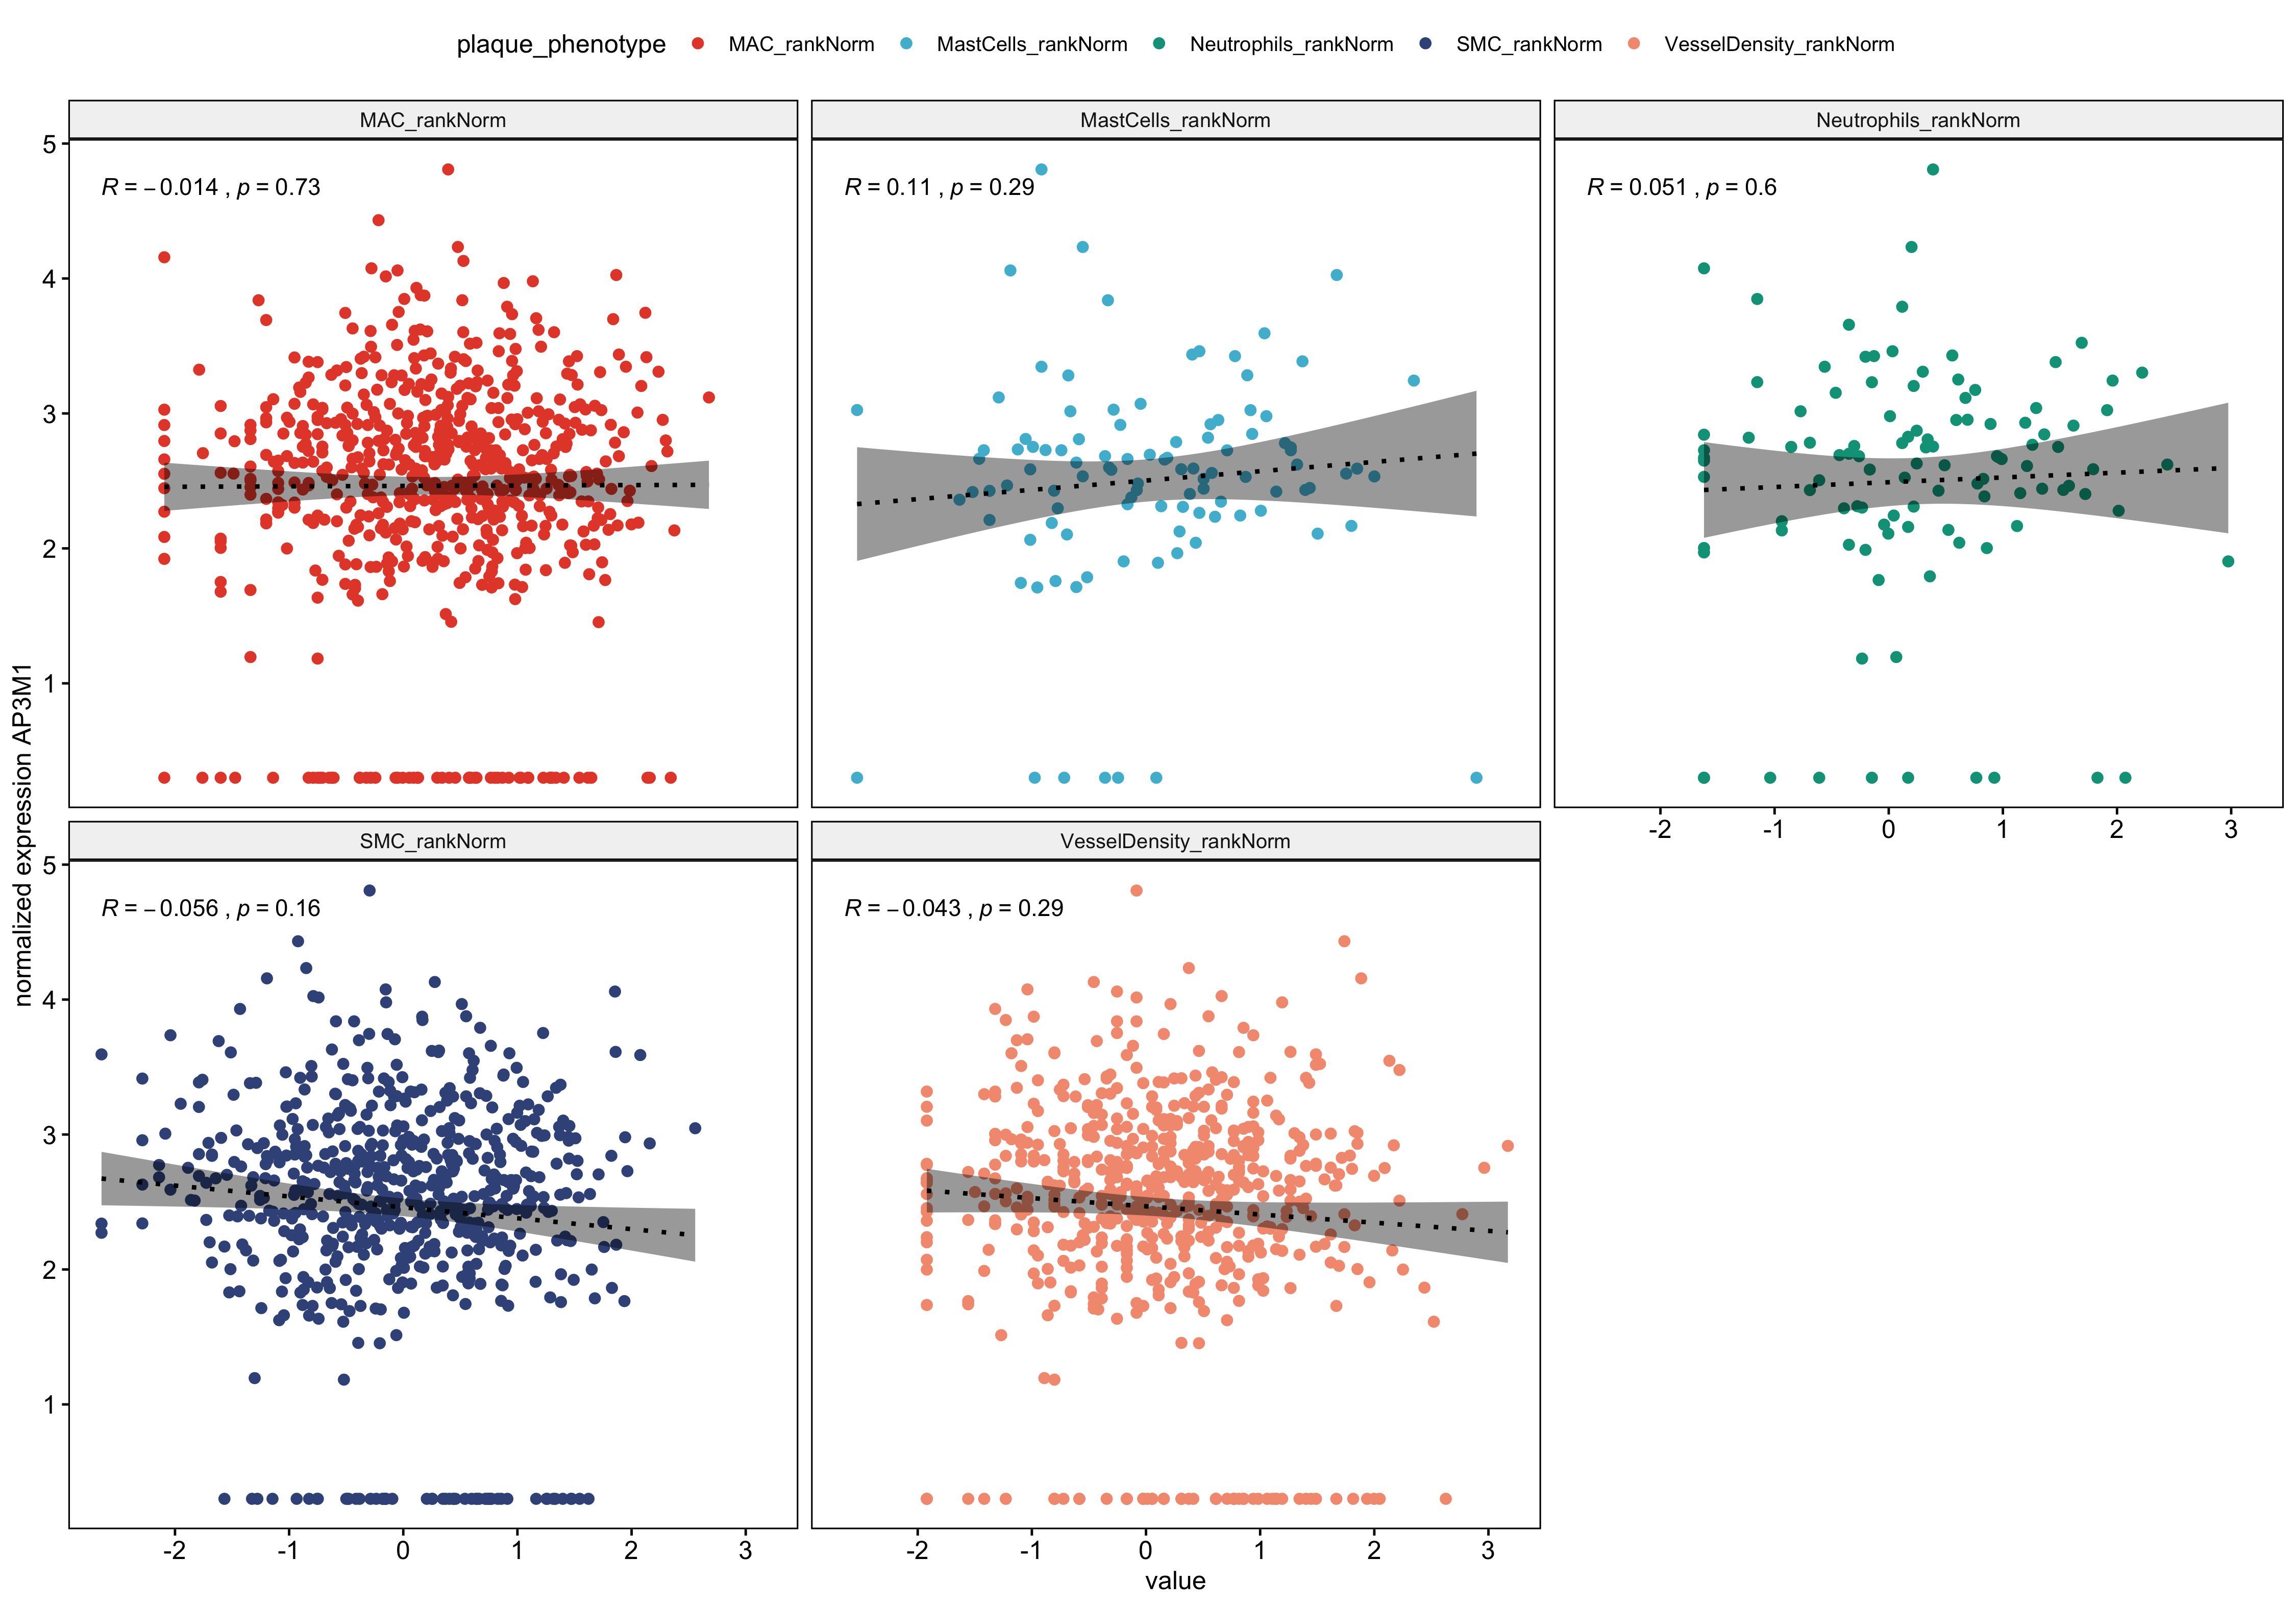 plaque_phenotype MAC_rankNorm MastCells_rankNorm Neutrophils_rankNorm SMC_rankNorm VesselDensity_rankNorm
MAC_rankNorm MastCells_rankNorm Neutrophils_rankNorm
R = −0.014 , p = 0.73
R = 0.11 , p = 0.29
R = 0.051 , p = 0.6
5
4
3
2
1
-2 -1 0 1 2 3
normalized expression AP3M1
SMC_rankNorm VesselDensity_rankNorm
R = −0.056 , p = 0.16
R = −0.043 , p = 0.29
5
4
3
2
1
-2 -1 0 1 2 3
-2 -1 0 1 2 3
value